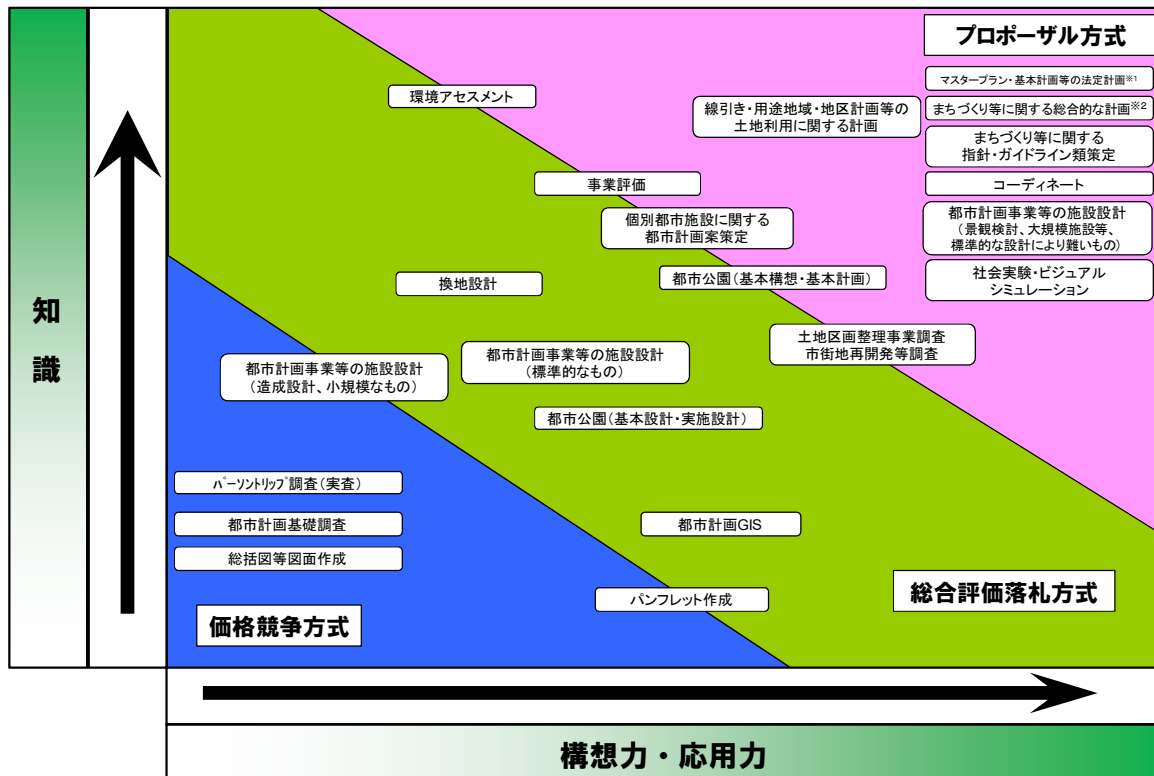 プロポーザル方式
マスタープラン・基本計画等の法定計画※1
環境アセスメント
線引き・用途地域・地区計画等の
土地利用に関する計画
まちづくり等に関する総合的な計画※2
まちづくり等に関する
指針・ガイドライン類策定
事業評価
コーディネート
個別都市施設に関する
都市計画案策定
都市計画事業等の施設設計
（景観検討、大規模施設等、
標準的な設計により難いもの）
換地設計
都市公園（基本構想・基本計画）
社会実験・ビジュアル
シミュレーション
知
識
土地区画整理事業調査
市街地再開発等調査
都市計画事業等の施設設計
（造成設計、小規模なもの）
都市計画事業等の施設設計
（標準的なもの）
都市公園（基本設計・実施設計）
ﾊﾟｰｿﾝﾄﾘｯﾌﾟ調査（実査）
都市計画基礎調査
都市計画GIS
総括図等図面作成
パンフレット作成
総合評価落札方式
価格競争方式
構想力・応用力